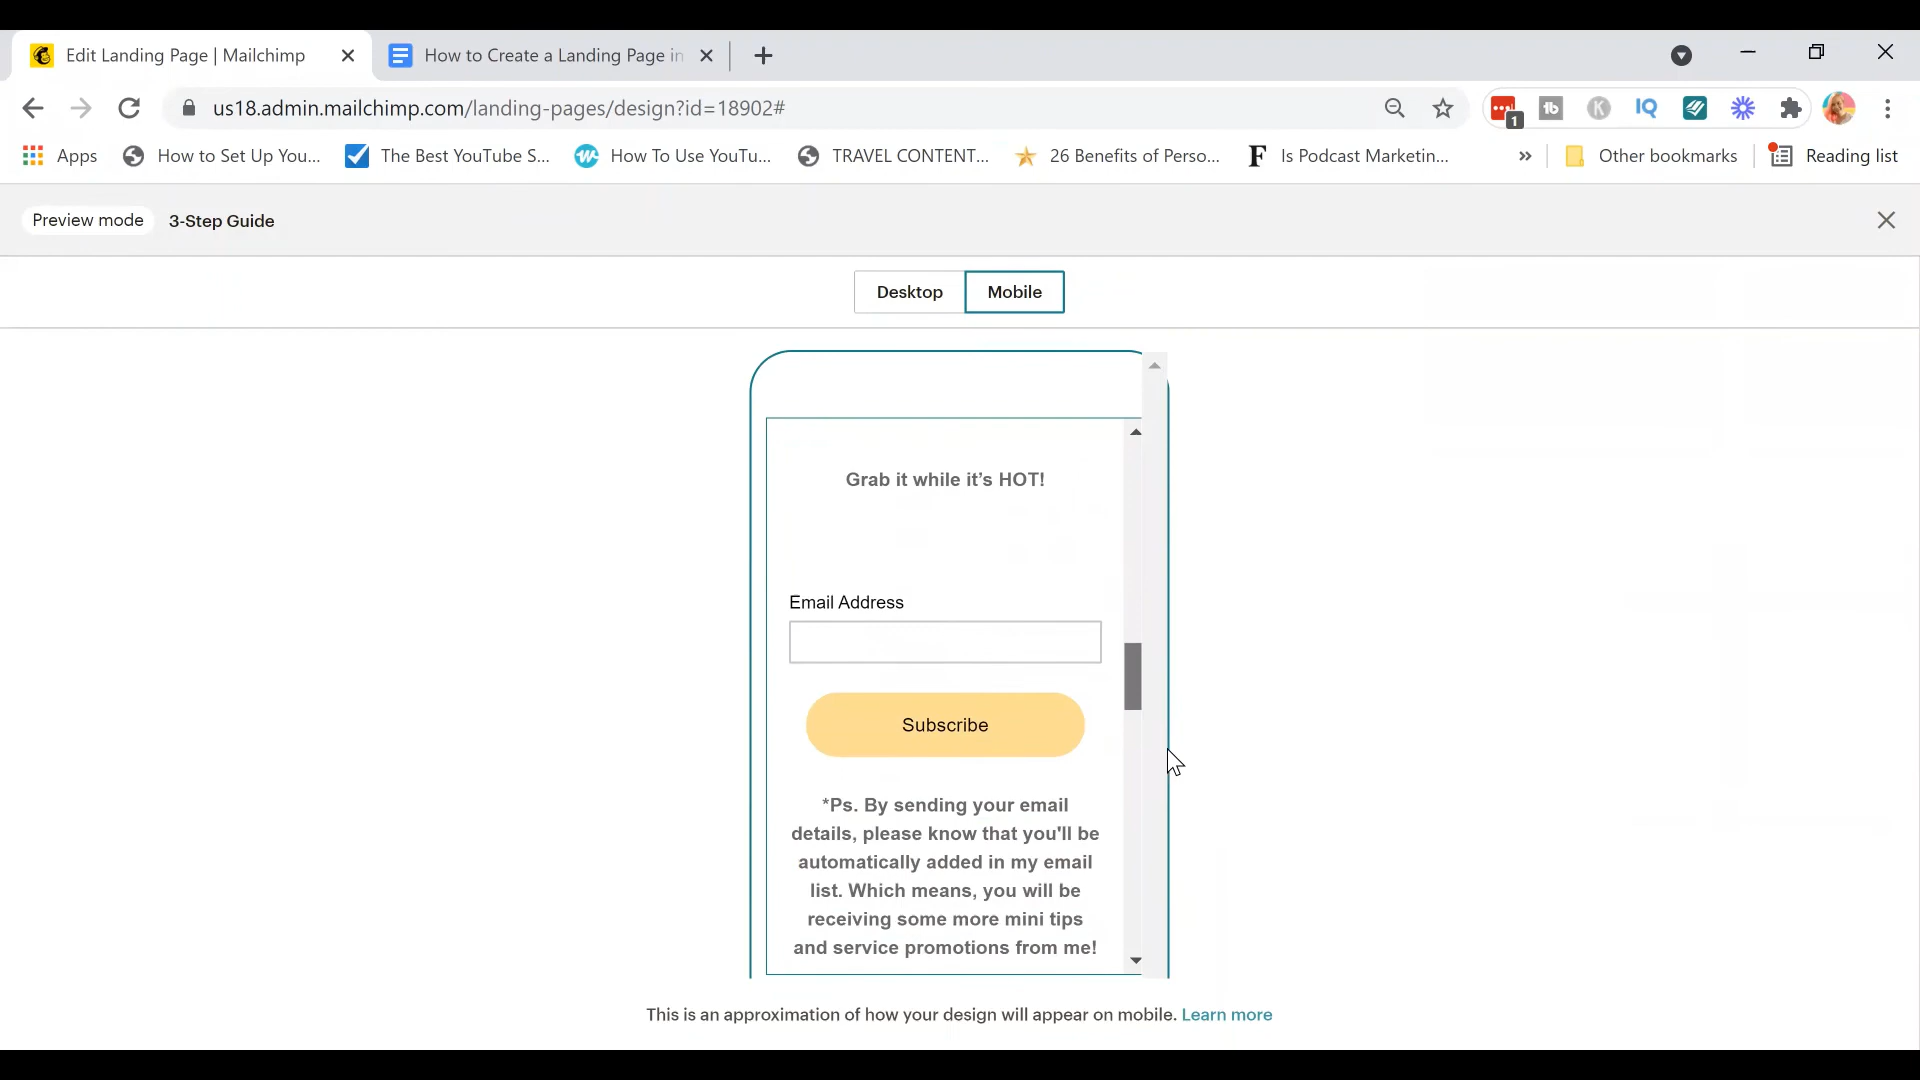 Edit Landing Page | Mailchimp
How to Create a Landing Page in
us18.admin.mailchimp.com/landing-pages/design?id=18902#
1
tb
K
IQ
Apps
How to Set Up You...
The Best YouTube S...
How To Use YouTu...
TRAVEL CONTENT...
26 Benefits of Perso...
F
Is Podcast Marketin...
»
Other bookmarks
Reading list
Preview mode
3-Step Guide
Desktop
Mobile
Grab it while it's HOT!
Email Address
Subscribe
*Ps. By sending your email
details, please know that you'll be
automatically added in my email
list. Which means, you will be
receiving some more mini tips
and service promotions from me!
This is an approximation of how your design will appear on mobile. Learn more